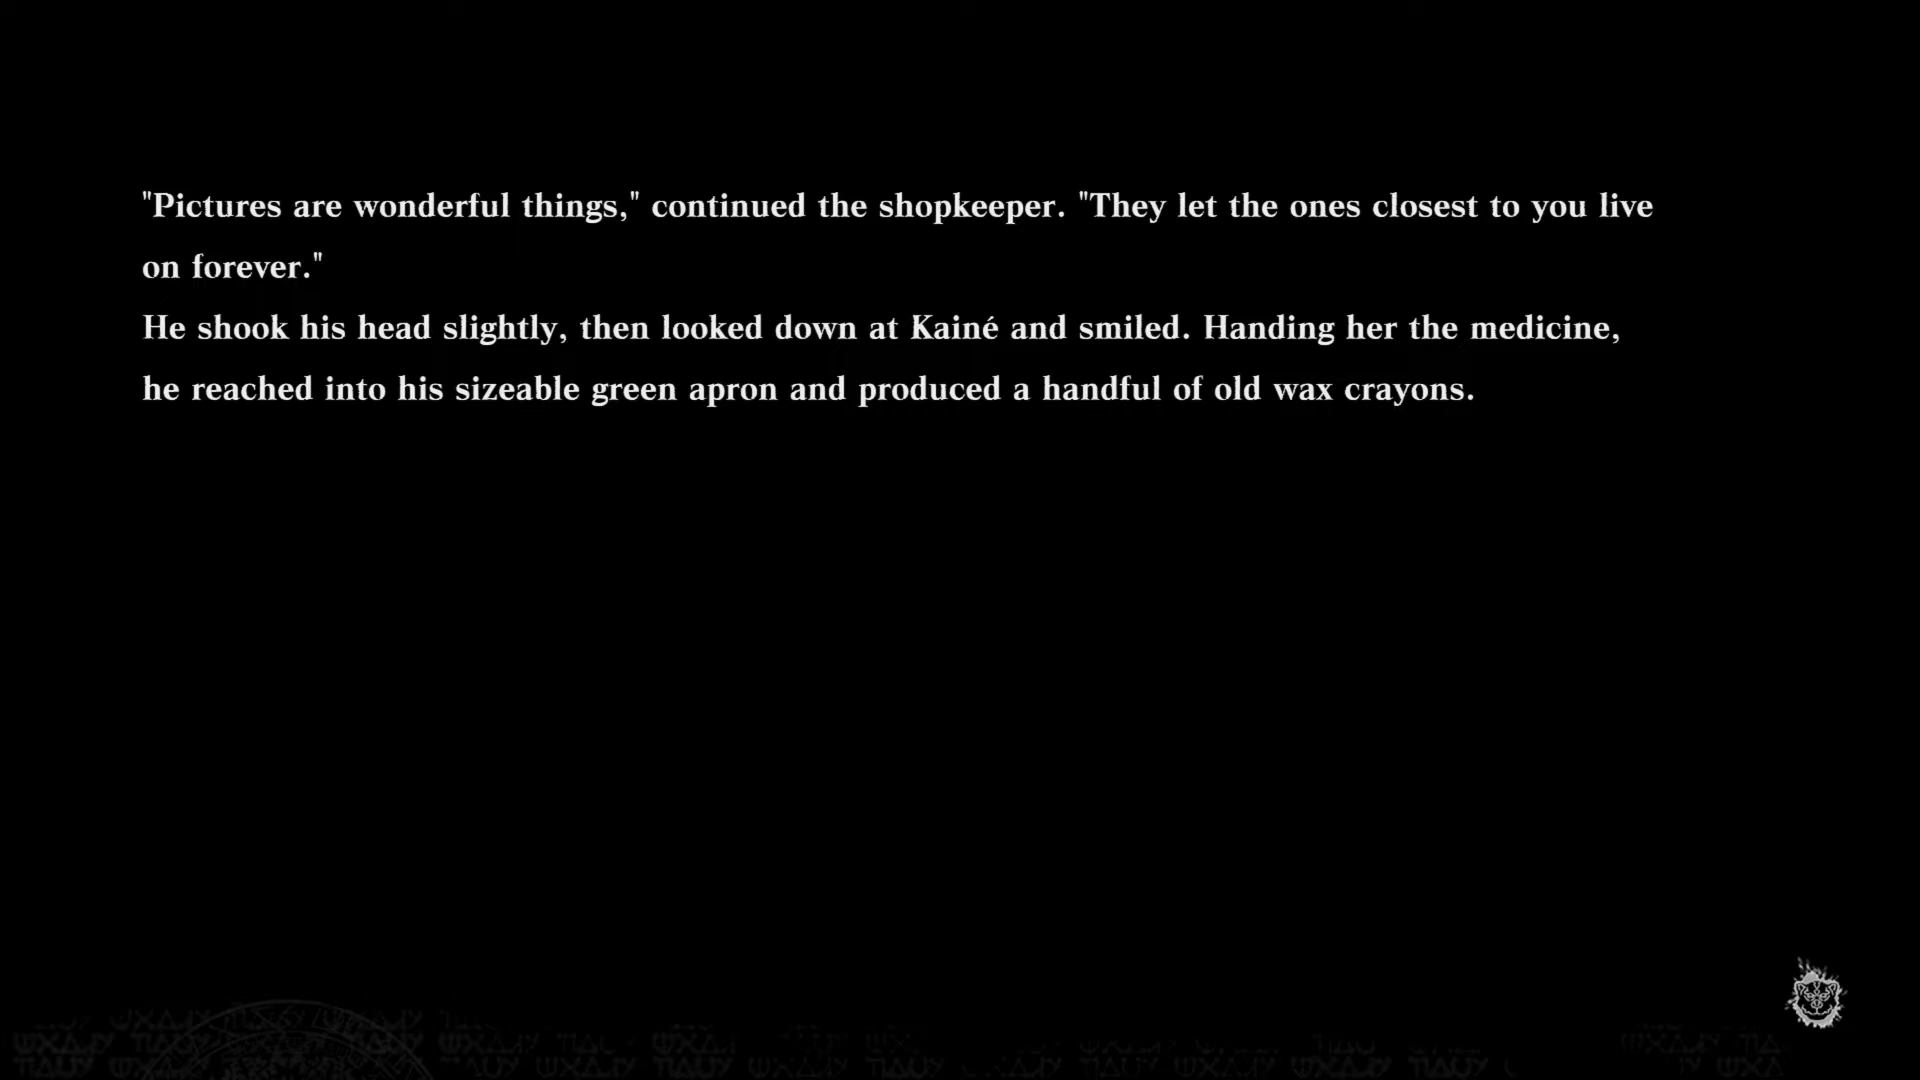 "Pictures are wonderful things," continued the shopkeeper. "They let the ones closest to you live
on forever."
He shook his head slightly, then looked down at Kainé and smiled. Handing her the medicine,
he reached into his sizeable green apron and produced a handful of old wax crayons.